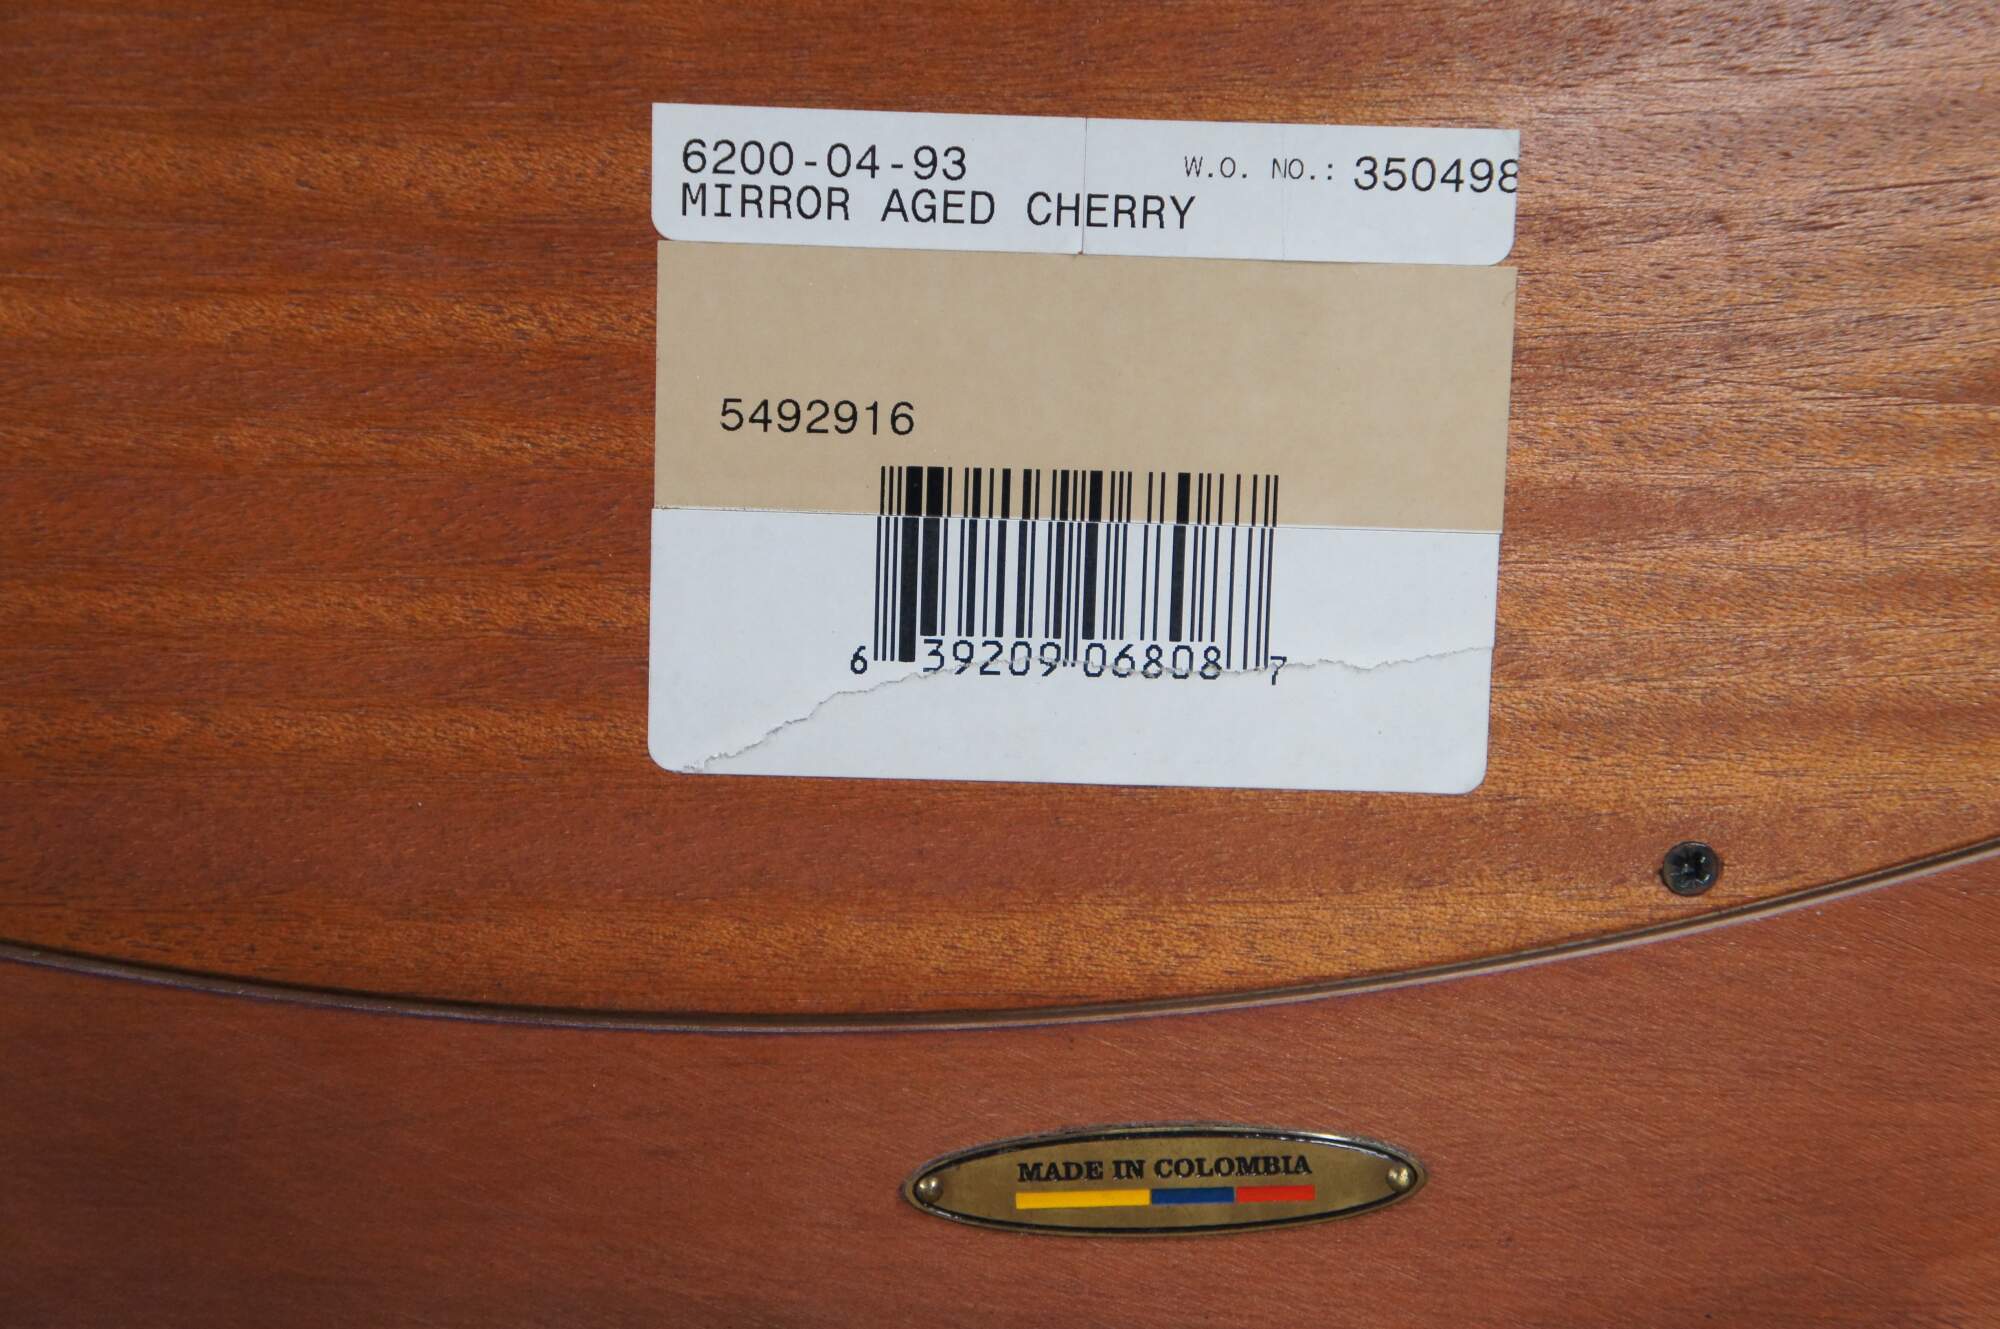 6200-04-93 W.O. NO.: 350498
MIRROR AGED CHERRY
5492916
6 39209 06808 7
MADE IN COLOMBIA